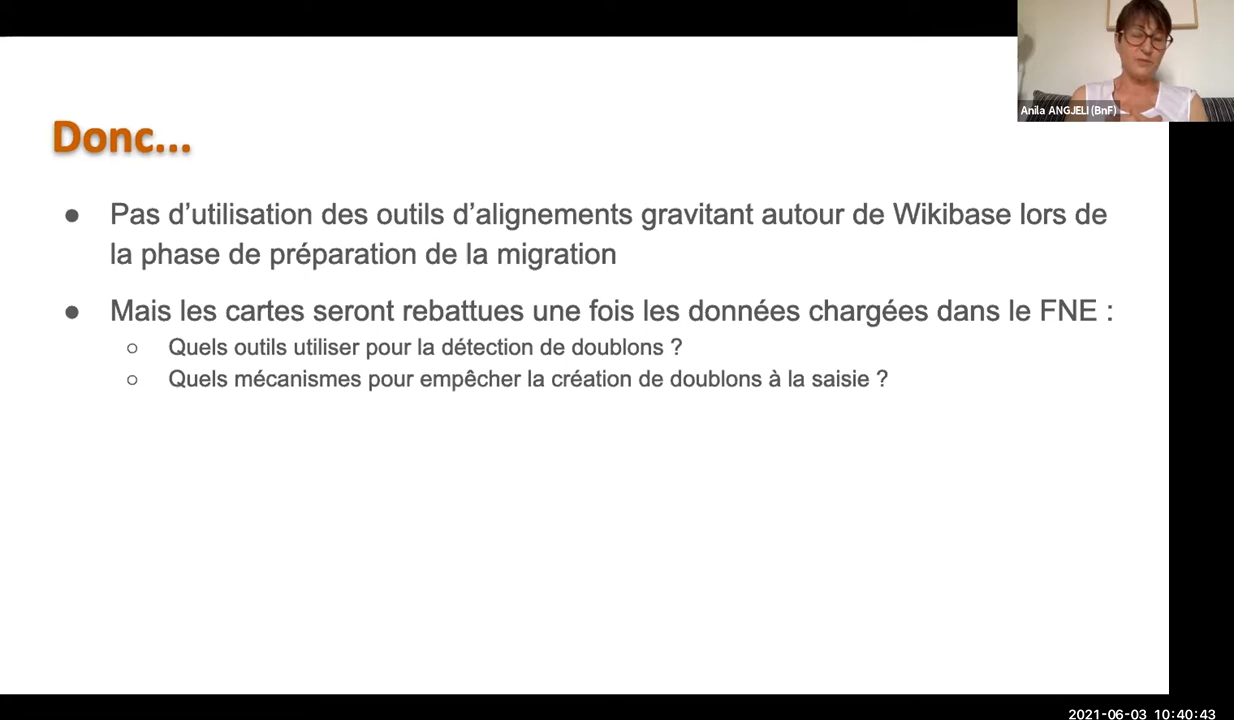 Anila ANGJELI (BnF)
Donc...
● Pas d’utilisation des outils d’alignements gravitant autour de Wikibase lors de
la phase de préparation de la migration
● Mais les cartes seront rebattues une fois les données chargées dans le FNE :
○ Quels outils utiliser pour la détection de doublons ?
○ Quels mécanismes pour empêcher la création de doublons à la saisie ?
2021-06-03 10:40:43